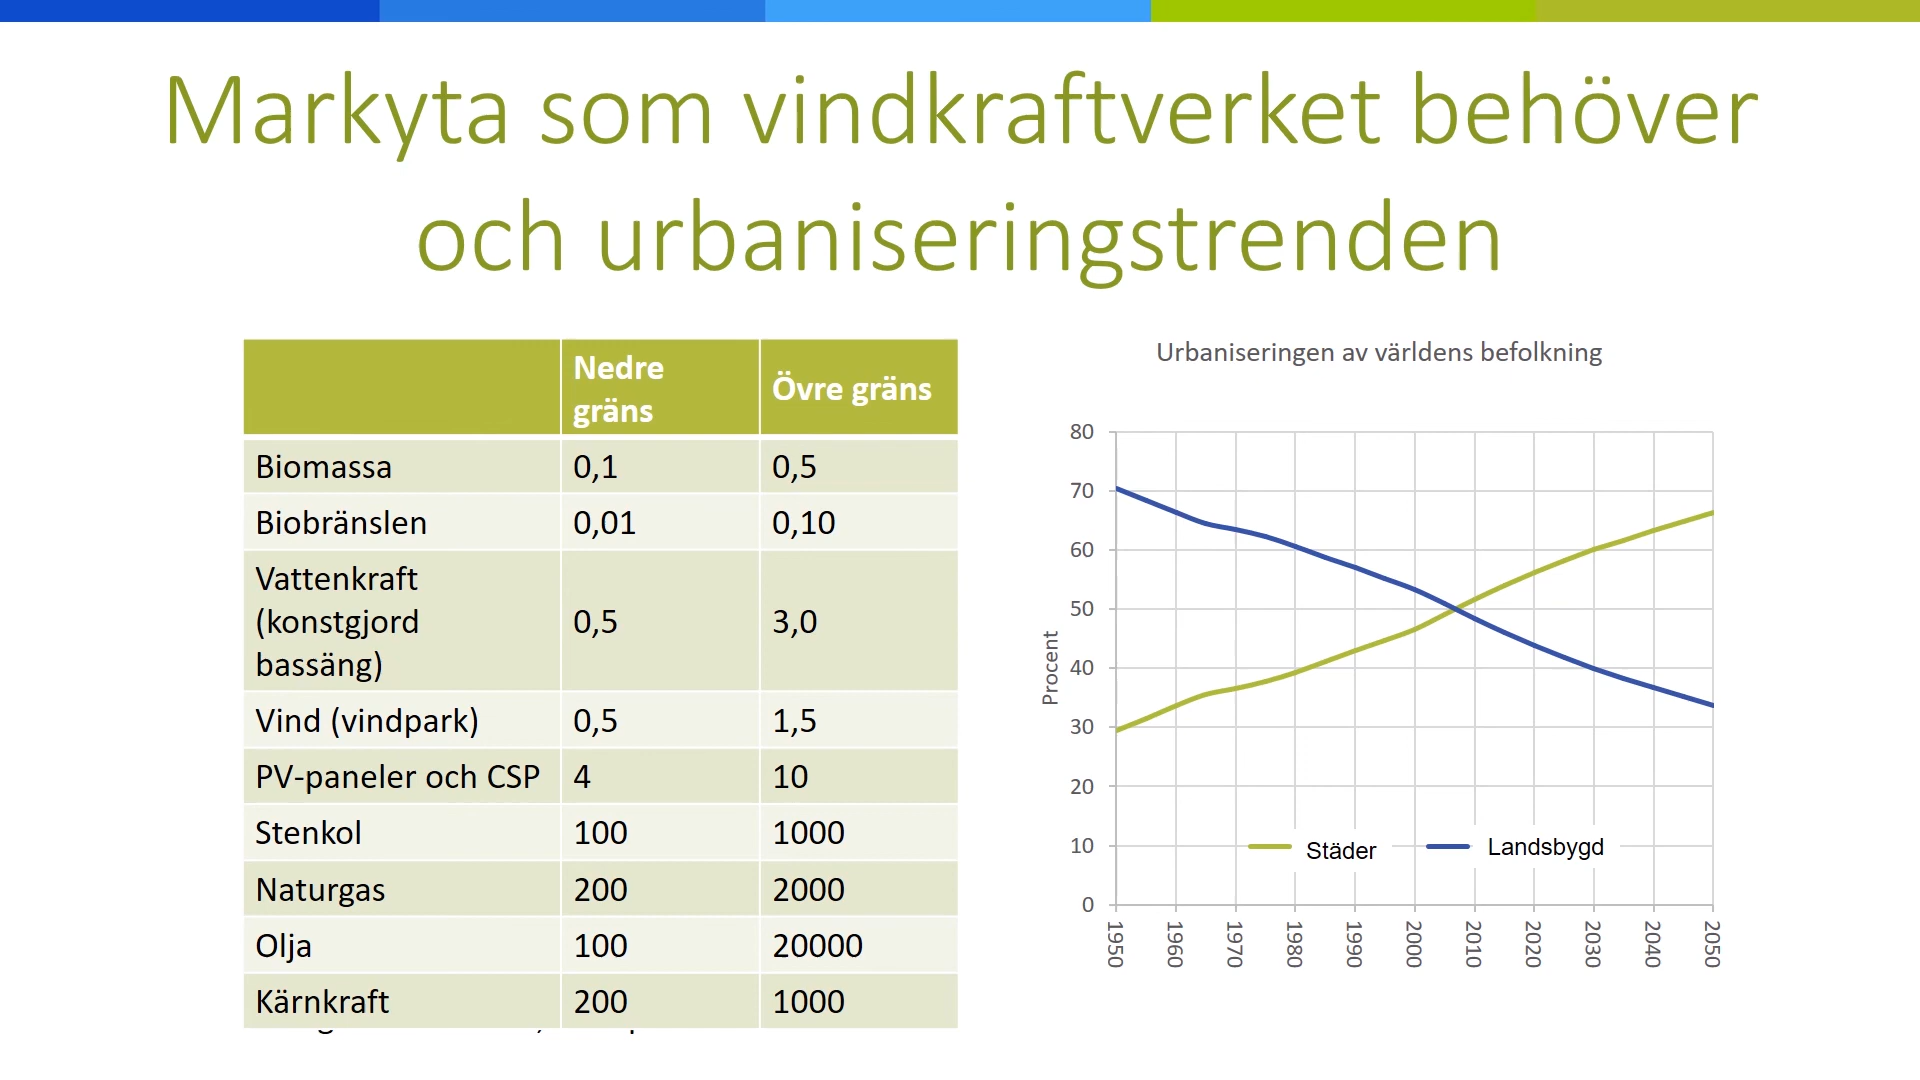 Markyta som vindkraftverket behöver
och urbaniseringstrenden
Nedre
gräns
Övre gräns
Biomassa 0,1 0,5
Biobränslen 0,01 0,10
Vattenkraft
(konstgjord
bassäng)
0,5 3,0
Vind (vindpark) 0,5 1,5
PV-paneler och CSP 4 10
Stenkol 100 1000
Naturgas 200 2000
Olja 100 20000
Kärnkraft 200 1000
Urbaniseringen av världens befolkning
Procent
80
70
60
50
40
30
20
10
0
Städer Landsbygd
1950 1960 1970 1980 1990 2000 2010 2020 2030 2040 2050